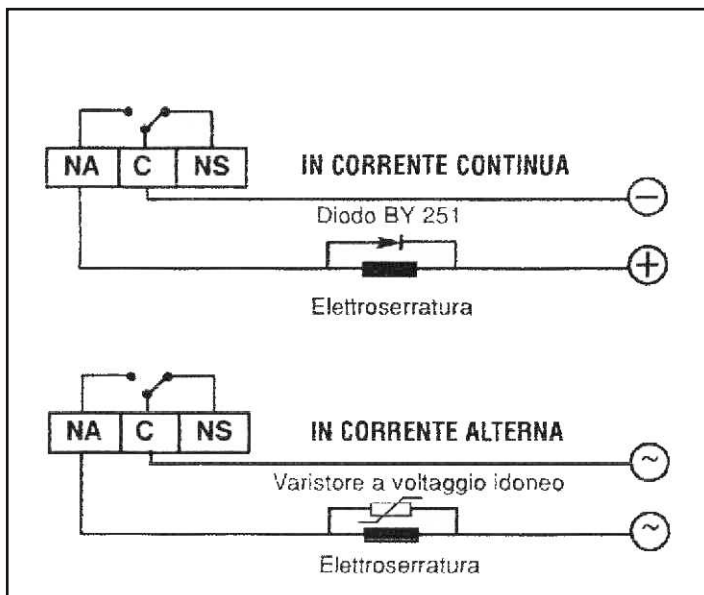 NA C NS
IN CORRENTE CONTINUA
−
Diodo BY 251
+
Elettroserratura
NA C NS
IN CORRENTE ALTERNA
~
Varistore a voltaggio idoneo
~
Elettroserratura